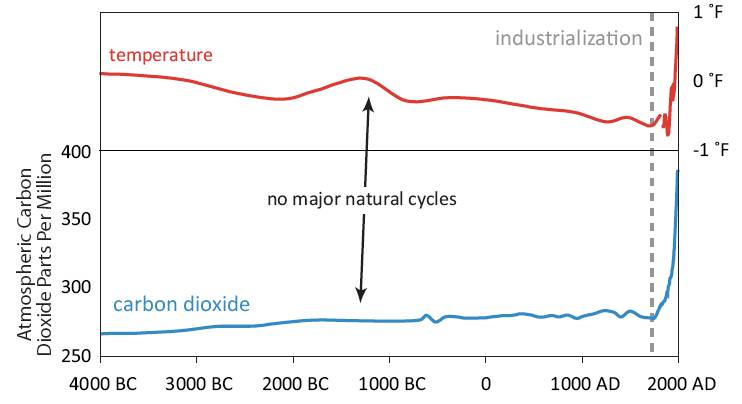 1 ˚F
industrialization
temperature
0 ˚F
-1 ˚F
400
no major natural cycles
350
300
250
Atmospheric Carbon
Dioxide Parts Per Million
carbon dioxide
4000 BC 3000 BC 2000 BC 1000 BC 0 1000 AD 2000 AD